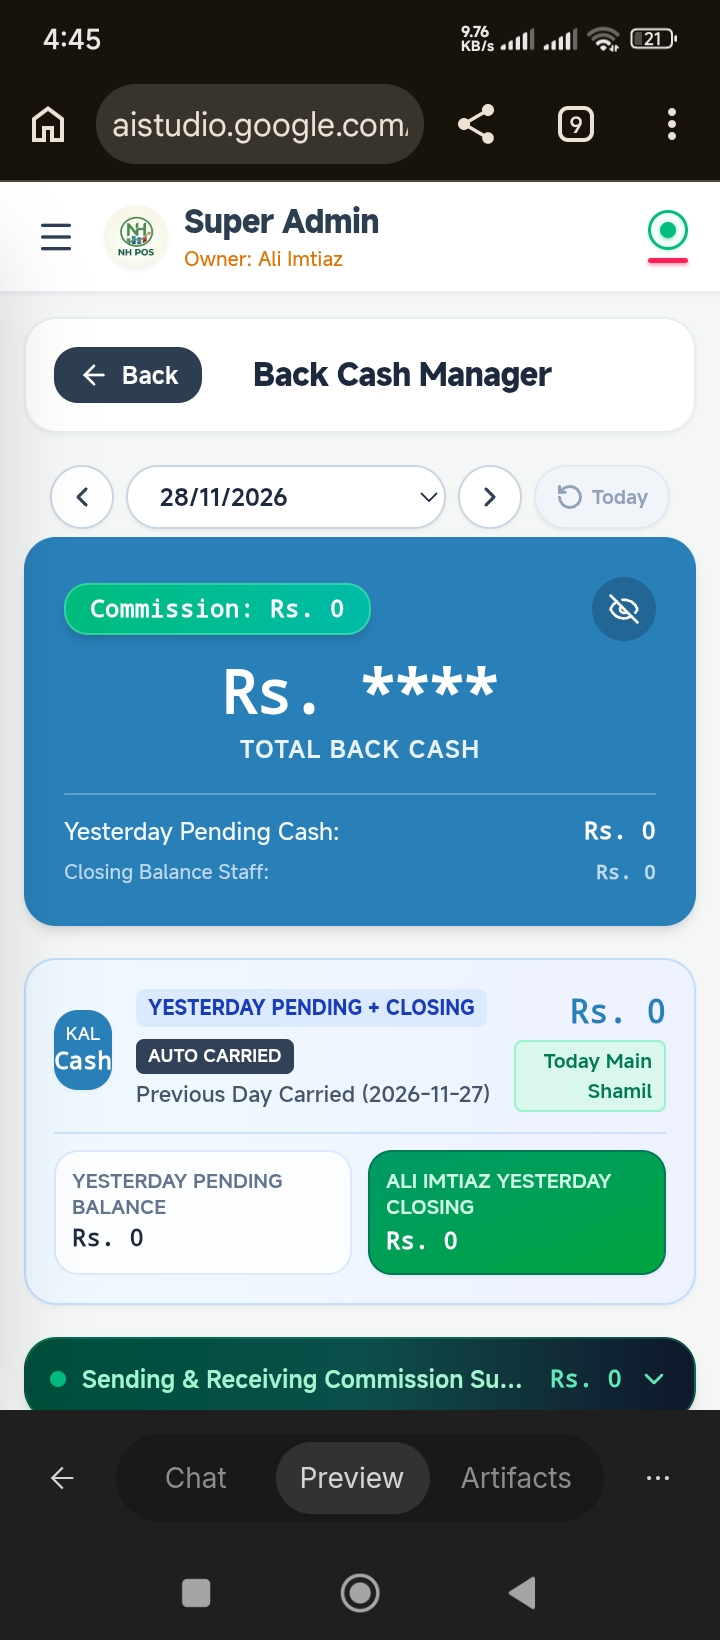 4:45
9.76
KB/s
21
aistudio.google.com/
9
NH
NH POS
Super Admin
Owner: Ali Imtiaz
Back
Back Cash Manager
28/11/2026
Today
Commission: Rs. 0
Rs. ****
TOTAL BACK CASH
Yesterday Pending Cash: Rs. 0
Closing Balance Staff: Rs. 0
KAL
Cash
YESTERDAY PENDING + CLOSING
AUTO CARRIED
Previous Day Carried (2026-11-27)
Rs. 0
Today Main
Shamil
YESTERDAY PENDING
BALANCE
Rs. 0
ALI IMTIAZ YESTERDAY
CLOSING
Rs. 0
Sending & Receiving Commission Su... Rs. 0
Chat
Preview
Artifacts